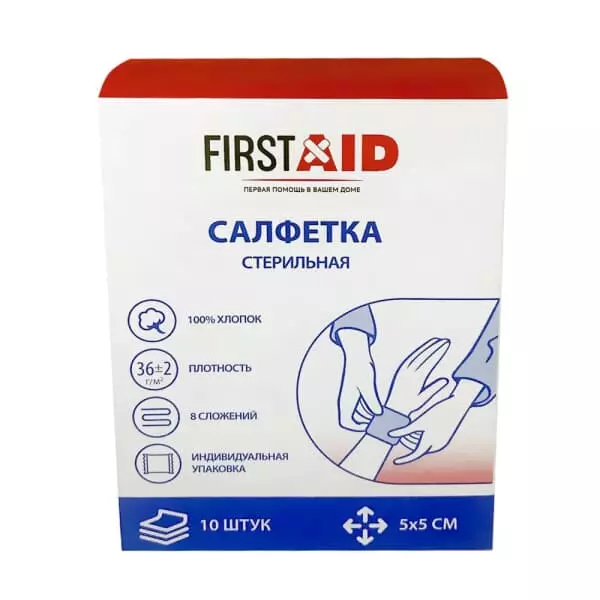 FIRST AID
ПЕРВАЯ ПОМОЩЬ В ВАШЕМ ДОМЕ
САЛФЕТКА
СТЕРИЛЬНАЯ
100% ХЛОПОК
36±2
г/м²
ПЛОТНОСТЬ
8 СЛОЖЕНИЙ
ИНДИВИДУАЛЬНАЯ
УПАКОВКА
10 ШТУК
5х5 СМ